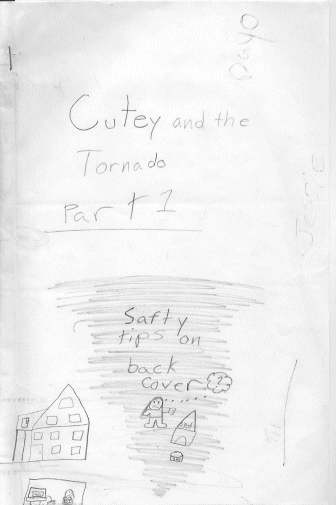 Cutey and the
Tornado
Part 1
Safty
tips on
back
cover
?